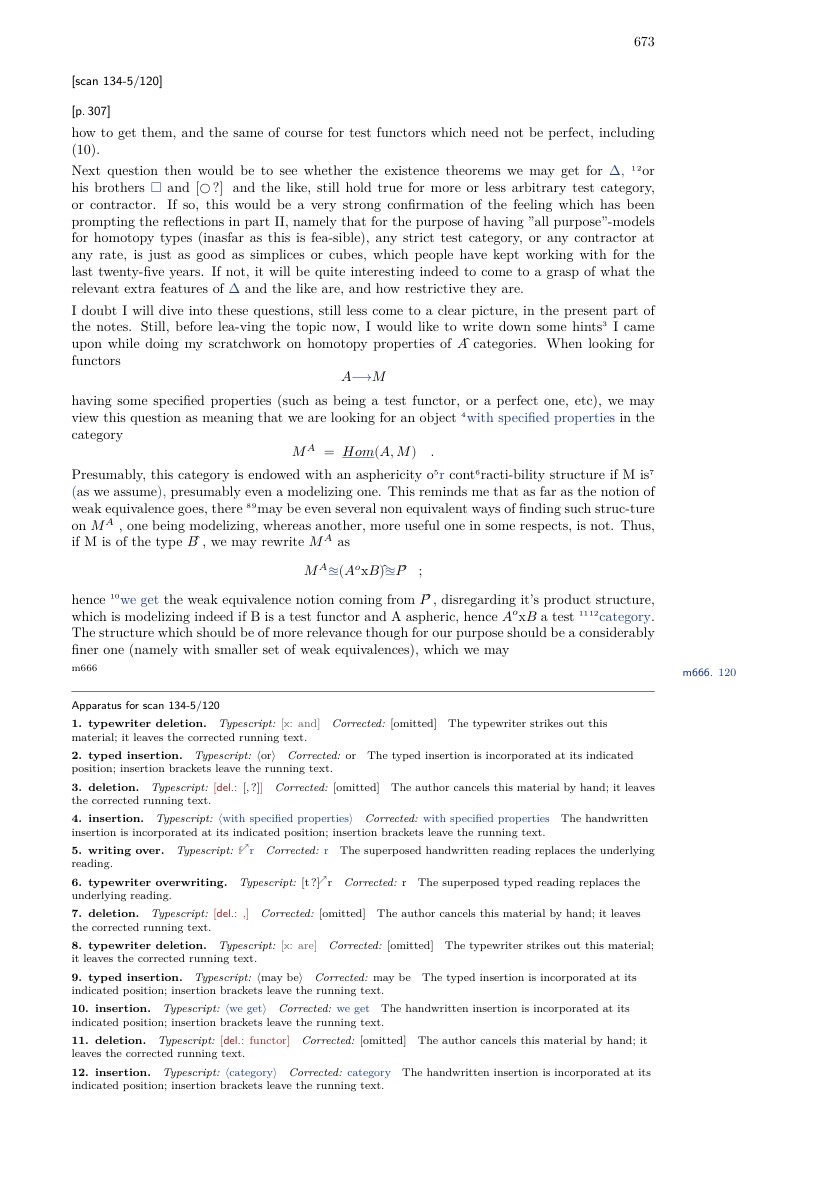 673
[scan 134-5/120]
[p. 307]
how to get them, and the same of course for test functors which need not be perfect, including
(10).
Next question then would be to see whether the existence theorems we may get for Δ, ¹²or
his brothers □ and [○ ?] and the like, still hold true for more or less arbitrary test category,
or contractor. If so, this would be a very strong confirmation of the feeling which has been
prompting the reflections in part II, namely that for the purpose of having ”all purpose”-models
for homotopy types (inasfar as this is fea-sible), any strict test category, or any contractor at
any rate, is just as good as simplices or cubes, which people have kept working with for the
last twenty-five years. If not, it will be quite interesting indeed to come to a grasp of what the
relevant extra features of Δ and the like are, and how restrictive they are.
I doubt I will dive into these questions, still less come to a clear picture, in the present part of
the notes. Still, before lea-ving the topic now, I would like to write down some hints³ I came
upon while doing my scratchwork on homotopy properties of Aˆ categories. When looking for
functors
A⟶M
having some specified properties (such as being a test functor, or a perfect one, etc), we may
view this question as meaning that we are looking for an object ⁴with specified properties in the
category
Mᴬ = Hom(A, M) .
Presumably, this category is endowed with an asphericity o⁵r cont⁶racti-bility structure if M is⁷
(as we assume), presumably even a modelizing one. This reminds me that as far as the notion of
weak equivalence goes, there ⁸⁹may be even several non equivalent ways of finding such struc-ture
on Mᴬ , one being modelizing, whereas another, more useful one in some respects, is not. Thus,
if M is of the type Bˆ , we may rewrite Mᴬ as
Mᴬ≊(AᵒxB)ˆ≊Pˆ ;
hence ¹⁰we get the weak equivalence notion coming from Pˆ , disregarding it’s product structure,
which is modelizing indeed if B is a test functor and A aspheric, hence AᵒxB a test ¹¹¹²category.
The structure which should be of more relevance though for our purpose should be a considerably
finer one (namely with smaller set of weak equivalences), which we may
m666
m666. 120
Apparatus for scan 134-5/120
1. typewriter deletion. Typescript: [x: and] Corrected: [omitted] The typewriter strikes out this
material; it leaves the corrected running text.
2. typed insertion. Typescript: ⟨or⟩ Corrected: or The typed insertion is incorporated at its indicated
position; insertion brackets leave the running text.
3. deletion. Typescript: [del.: [, ?]] Corrected: [omitted] The author cancels this material by hand; it leaves
the corrected running text.
4. insertion. Typescript: ⟨with specified properties⟩ Corrected: with specified properties The handwritten
insertion is incorporated at its indicated position; insertion brackets leave the running text.
5. writing over. Typescript: f↗r Corrected: r The superposed handwritten reading replaces the underlying
reading.
6. typewriter overwriting. Typescript: [t ?]↗r Corrected: r The superposed typed reading replaces the
underlying reading.
7. deletion. Typescript: [del.: ,] Corrected: [omitted] The author cancels this material by hand; it leaves
the corrected running text.
8. typewriter deletion. Typescript: [x: are] Corrected: [omitted] The typewriter strikes out this material;
it leaves the corrected running text.
9. typed insertion. Typescript: ⟨may be⟩ Corrected: may be The typed insertion is incorporated at its
indicated position; insertion brackets leave the running text.
10. insertion. Typescript: ⟨we get⟩ Corrected: we get The handwritten insertion is incorporated at its
indicated position; insertion brackets leave the running text.
11. deletion. Typescript: [del.: functor] Corrected: [omitted] The author cancels this material by hand; it
leaves the corrected running text.
12. insertion. Typescript: ⟨category⟩ Corrected: category The handwritten insertion is incorporated at its
indicated position; insertion brackets leave the running text.